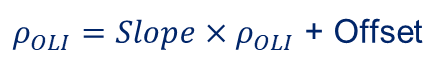 ρ_OLI = Slope × ρ_OLI + Offset